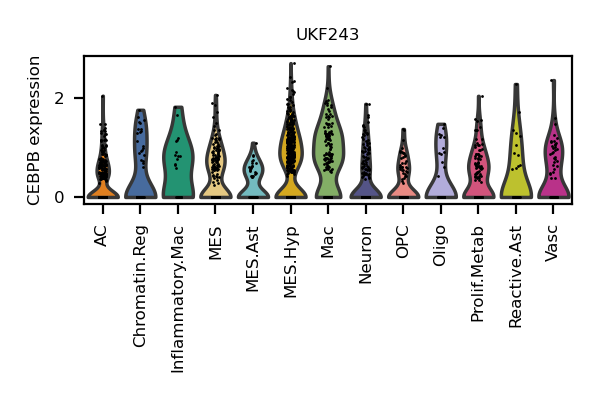 UKF243
CEBPB expression
2
0
AC
Chromatin.Reg
Inflammatory.Mac
MES
MES.Ast
MES.Hyp
Mac
Neuron
OPC
Oligo
Prolif.Metab
Reactive.Ast
Vasc